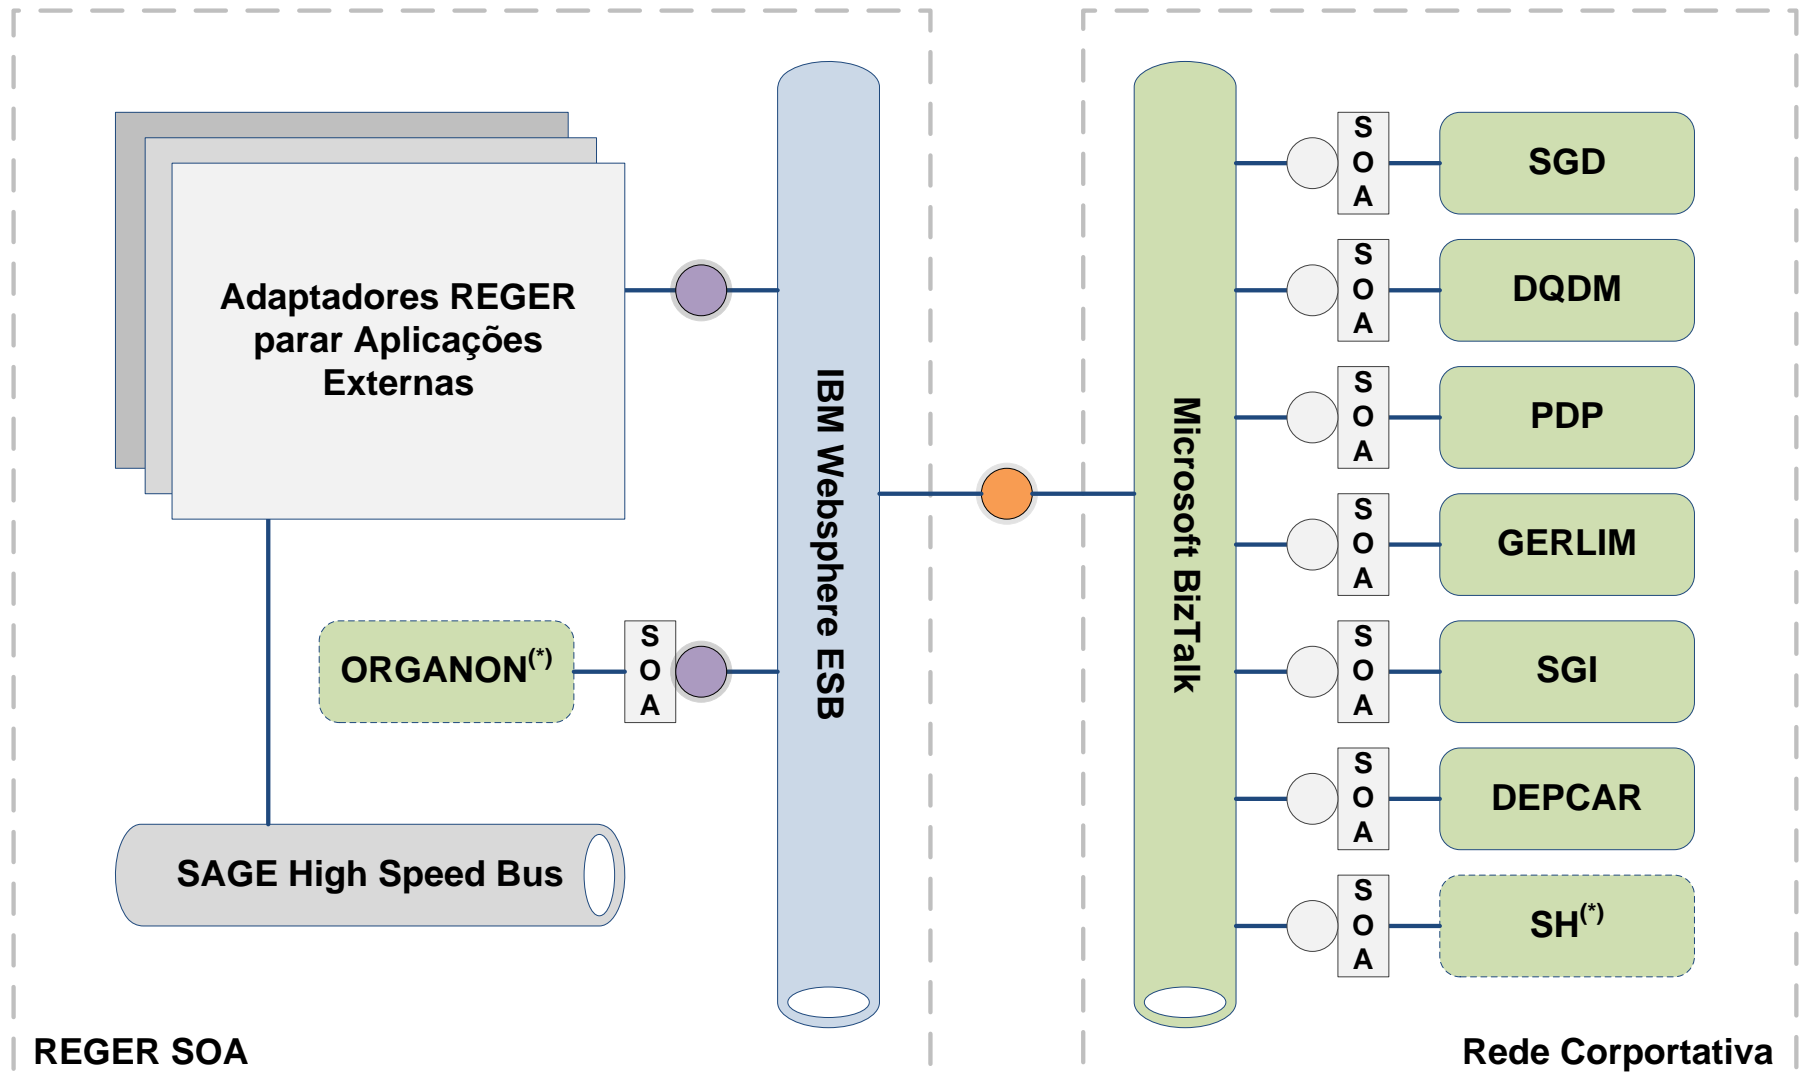 Adaptadores REGER
parar Aplicações
Externas
ORGANON(*)
S
O
A
SAGE High Speed Bus
IBM Websphere ESB
REGER SOA
Microsoft BizTalk
S
O
A
SGD
S
O
A
DQDM
S
O
A
PDP
S
O
A
GERLIM
S
O
A
SGI
S
O
A
DEPCAR
S
O
A
SH(*)
Rede Corportativa